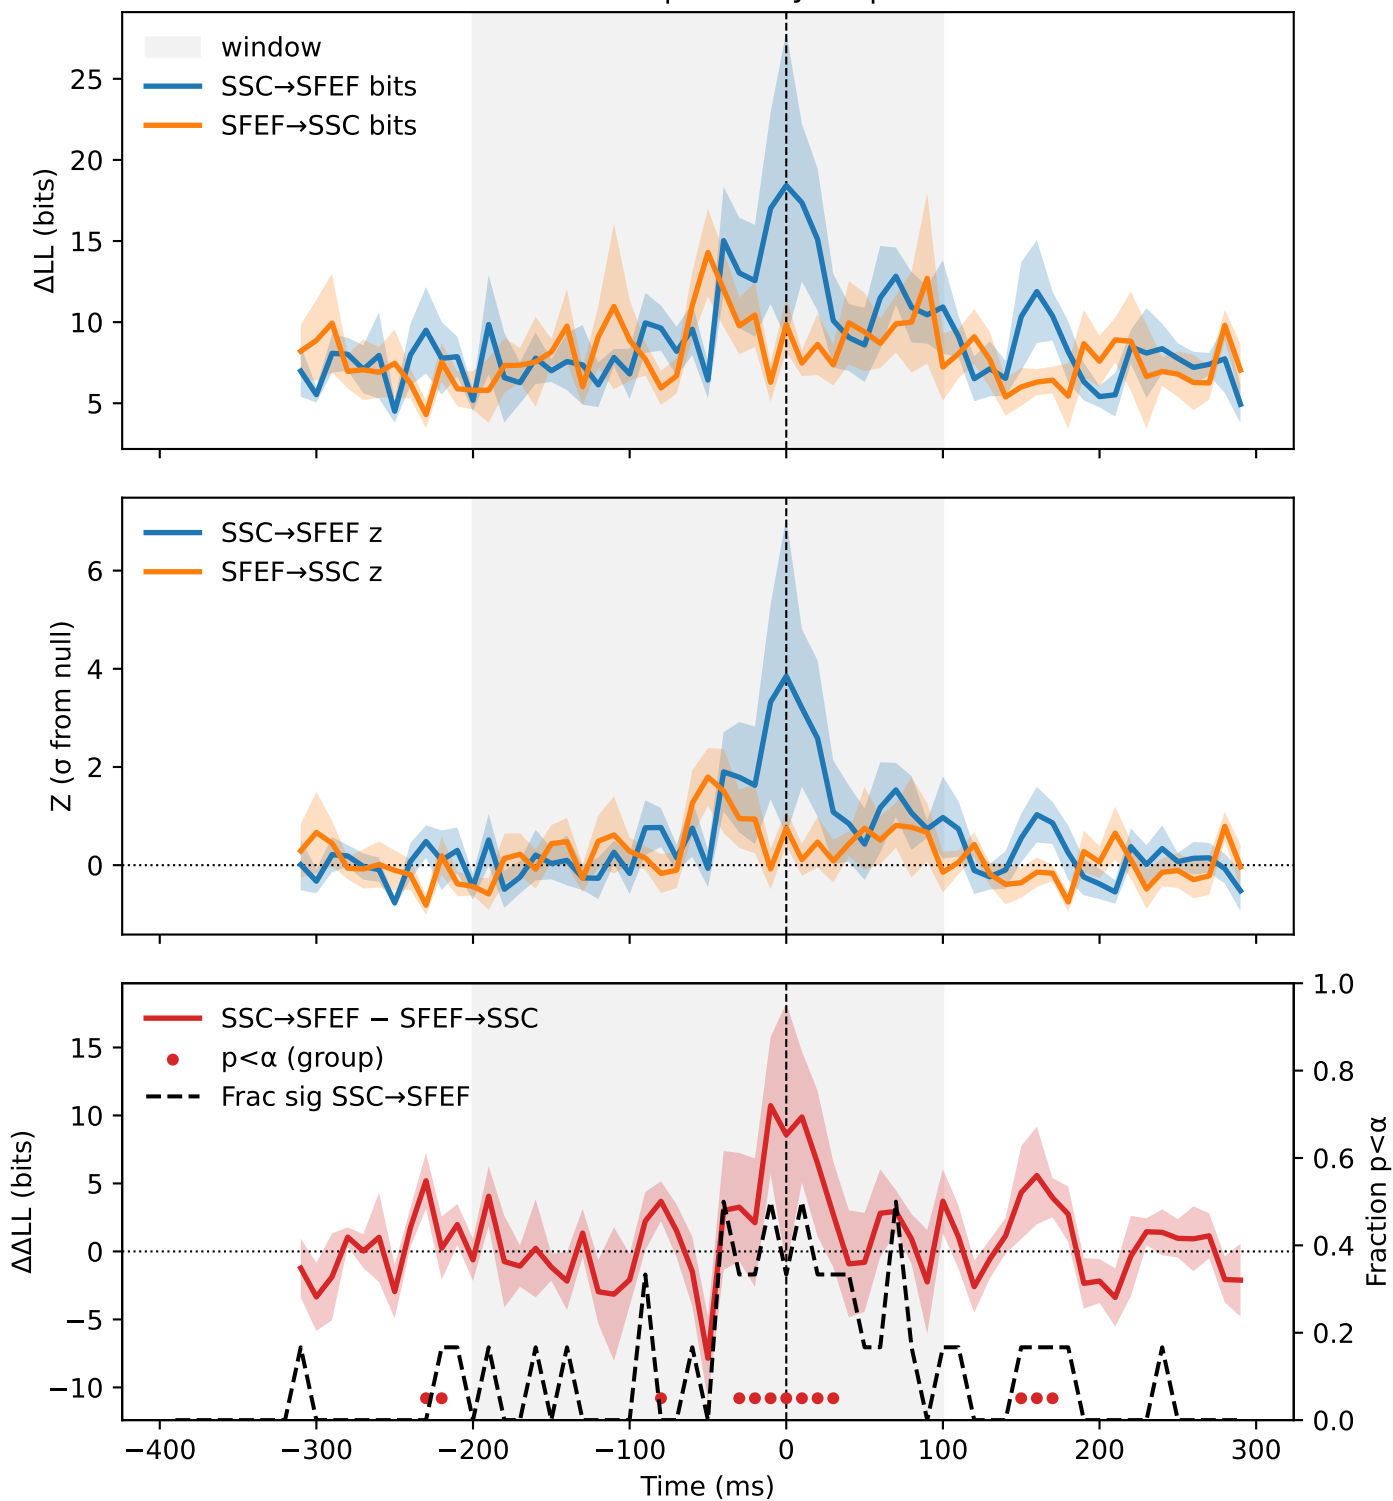 window
SSC→SFEF bits
SFEF→SSC bits
25
20
15
10
5
ΔLL (bits)
SSC→SFEF z
SFEF→SSC z
6
4
2
0
Z (σ from null)
SSC→SFEF − SFEF→SSC
p<α (group)
Frac sig SSC→SFEF
15
10
5
0
−5
−10
ΔΔLL (bits)
1.0
0.8
0.6
0.4
0.2
0.0
Fraction p<α
−400 −300 −200 −100 0 100 200 300
Time (ms)